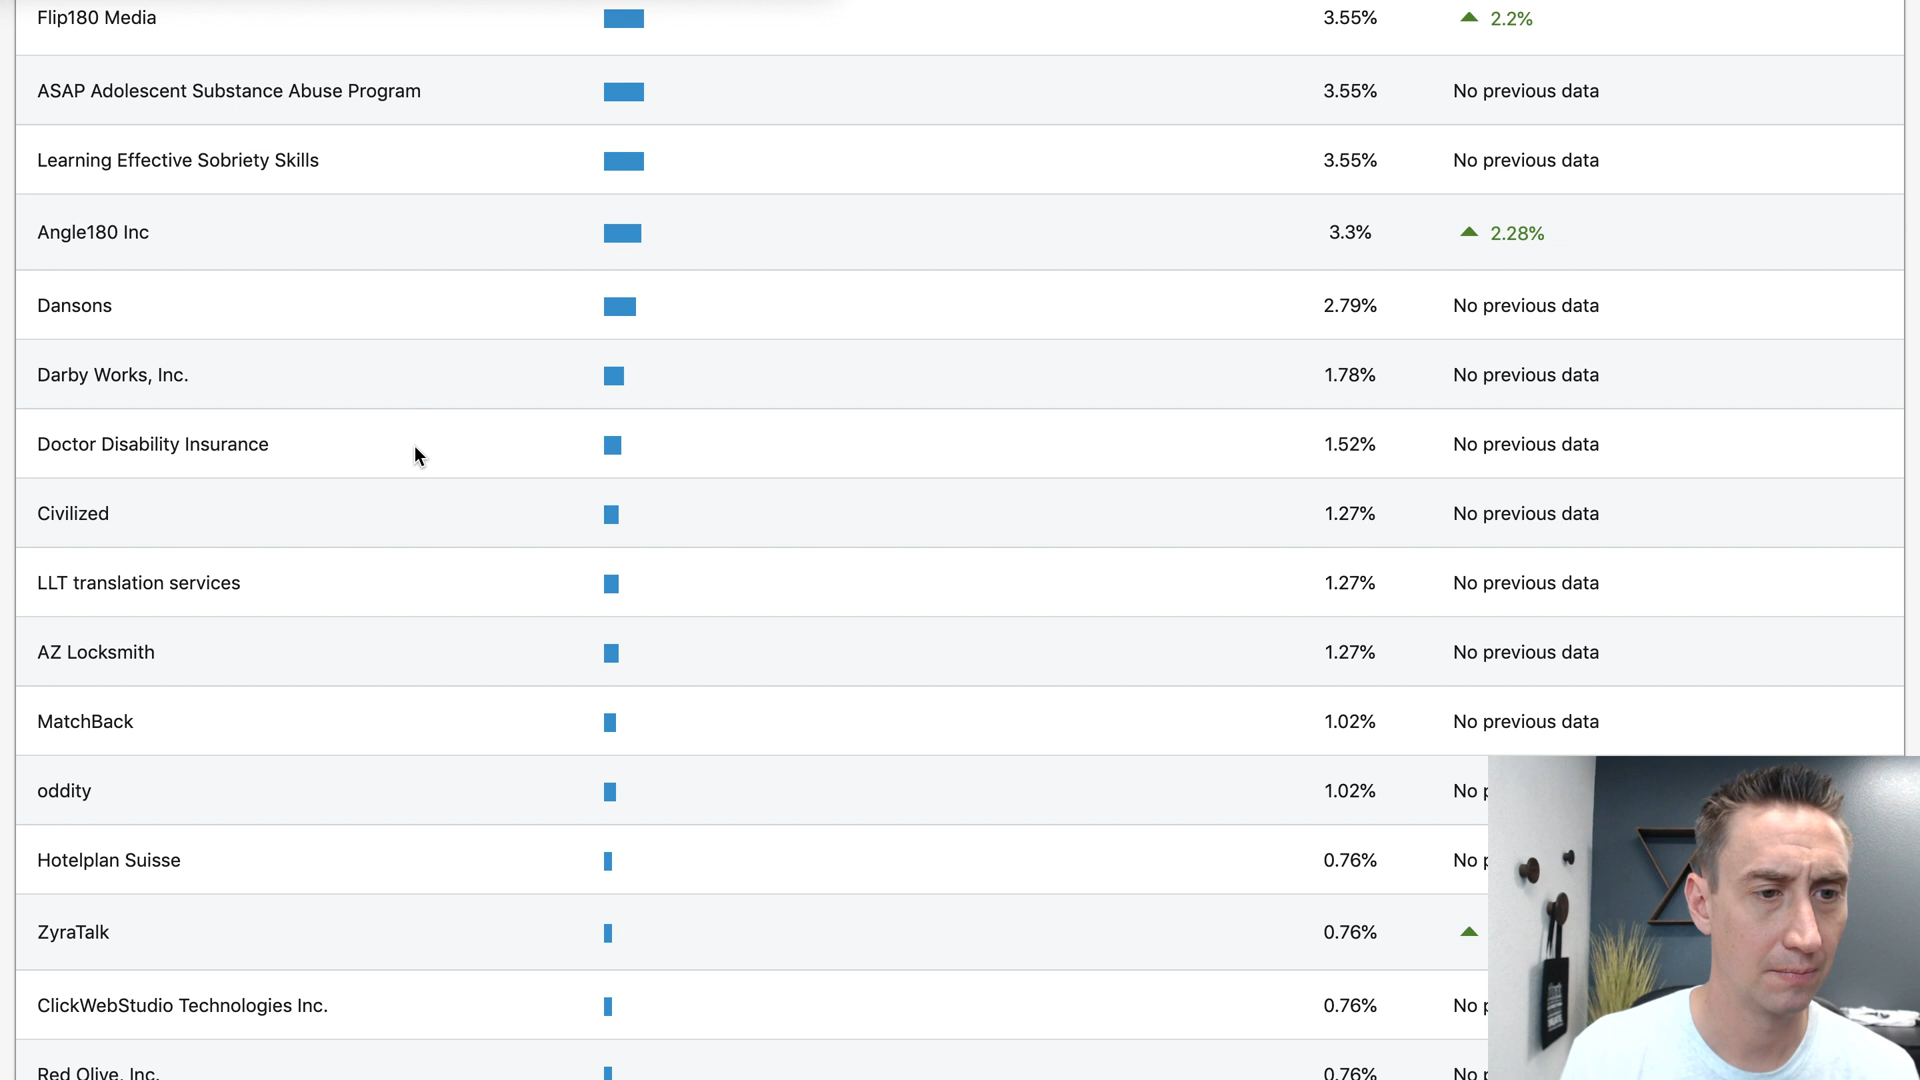 Flip180 Media 3.55% 2.2%
ASAP Adolescent Substance Abuse Program 3.55% No previous data
Learning Effective Sobriety Skills 3.55% No previous data
Angle180 Inc 3.3% 2.28%
Dansons 2.79% No previous data
Darby Works, Inc. 1.78% No previous data
Doctor Disability Insurance 1.52% No previous data
Civilized 1.27% No previous data
LLT translation services 1.27% No previous data
AZ Locksmith 1.27% No previous data
MatchBack 1.02% No previous data
oddity 1.02% No
Hotelplan Suisse 0.76% No
ZyraTalk 0.76%
ClickWebStudio Technologies Inc. 0.76% No
Red Olive, Inc. 0.76% No